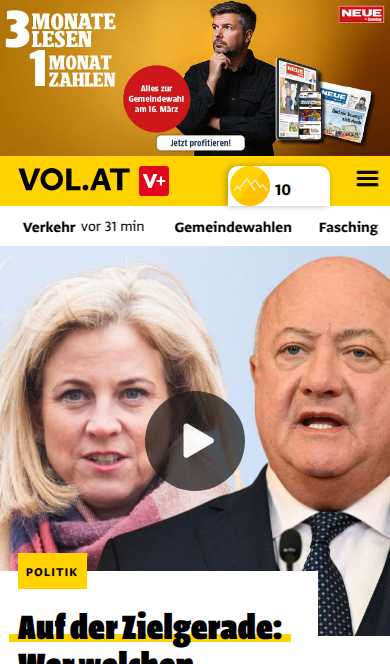 3 MONATE
LESEN
1 MONAT
ZAHLEN
NEUE
Alles zur
Gemeindewahl
am 16. März
Jetzt profitieren!
VOL.AT V+
10
Verkehr vor 31 min Gemeindewahlen Fasching
POLITIK
Auf der Zielgerade:
Wer welchen